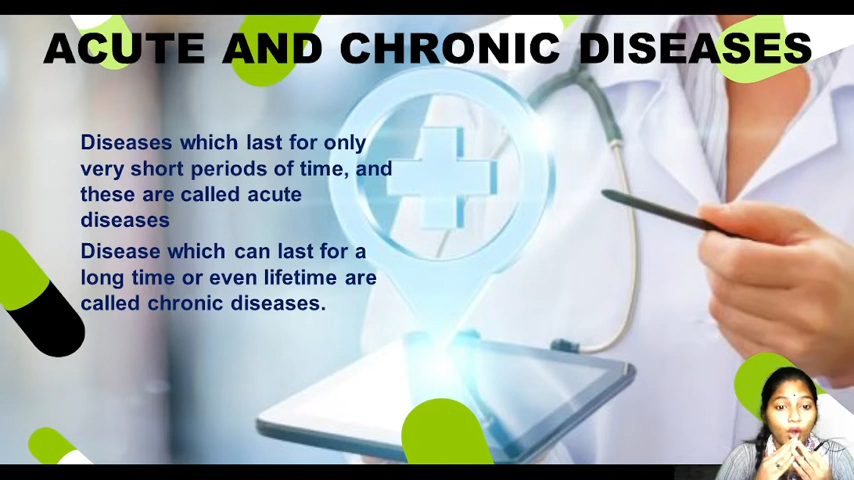 ACUTE AND CHRONIC DISEASES
Diseases which last for only
very short periods of time, and
these are called acute
diseases
Disease which can last for a
long time or even lifetime are
called chronic diseases.